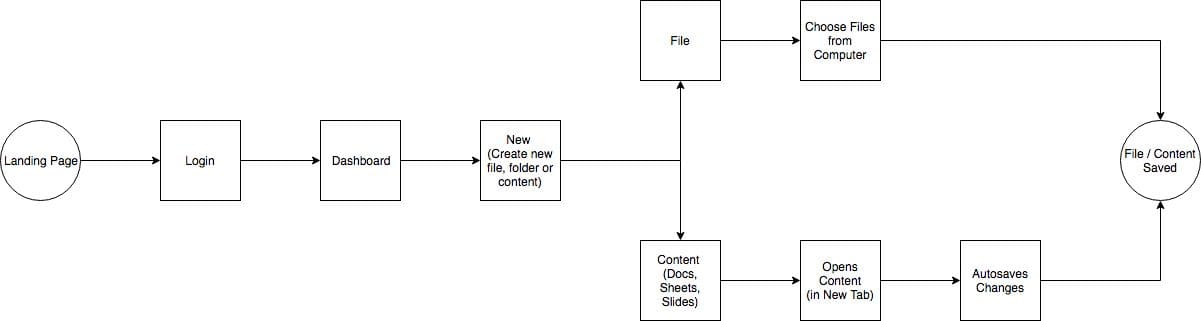 Landing Page
Login
Dashboard
New
(Create new
file, folder or
content)
File
Choose Files
from
Computer
Content
(Docs,
Sheets,
Slides)
Opens
Content
(in New Tab)
Autosaves
Changes
File / Content
Saved